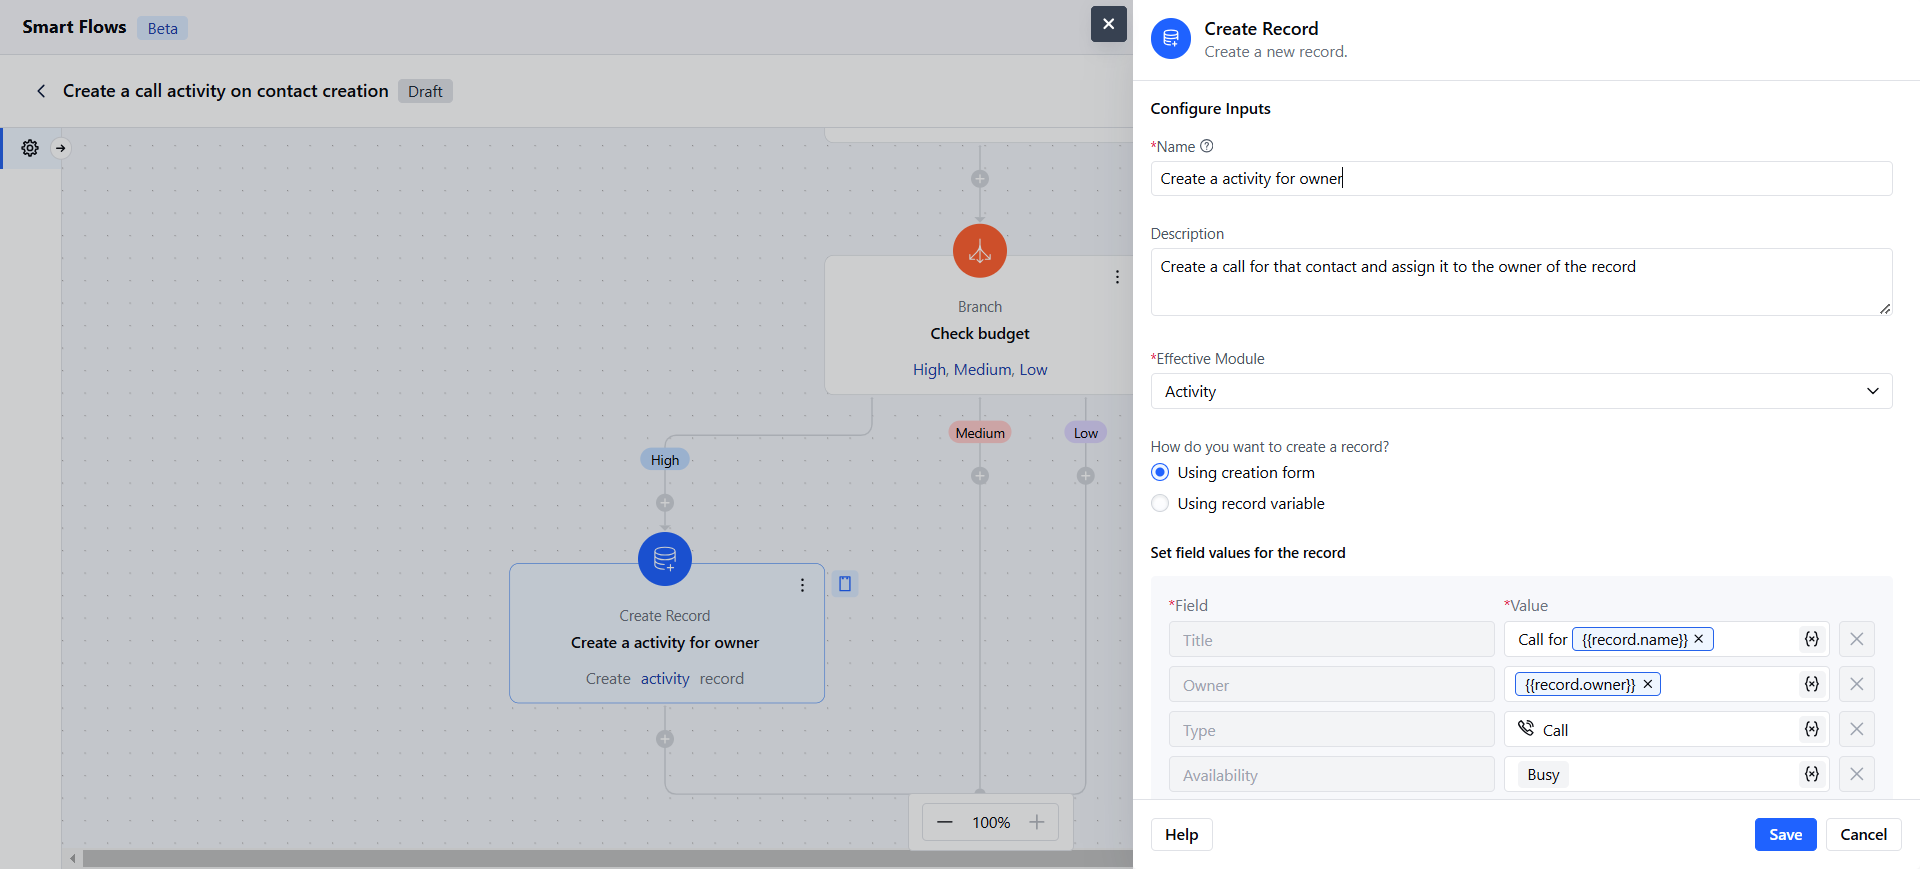 Smart Flows Beta
Create a call activity on contact creation Draft
Branch
Check budget
High, Medium, Low
Medium Low
High
Create Record
Create a activity for owner
Create activity record
100%
Create Record
Create a new record.
Configure Inputs
*Name
Create a activity for owner
Description
Create a call for that contact and assign it to the owner of the record
*Effective Module
Activity
How do you want to create a record?
Using creation form
Using record variable
Set field values for the record
*Field *Value
Title Call for {{record.name}}
Owner {{record.owner}}
Type Call
Availability Busy
Help Save Cancel